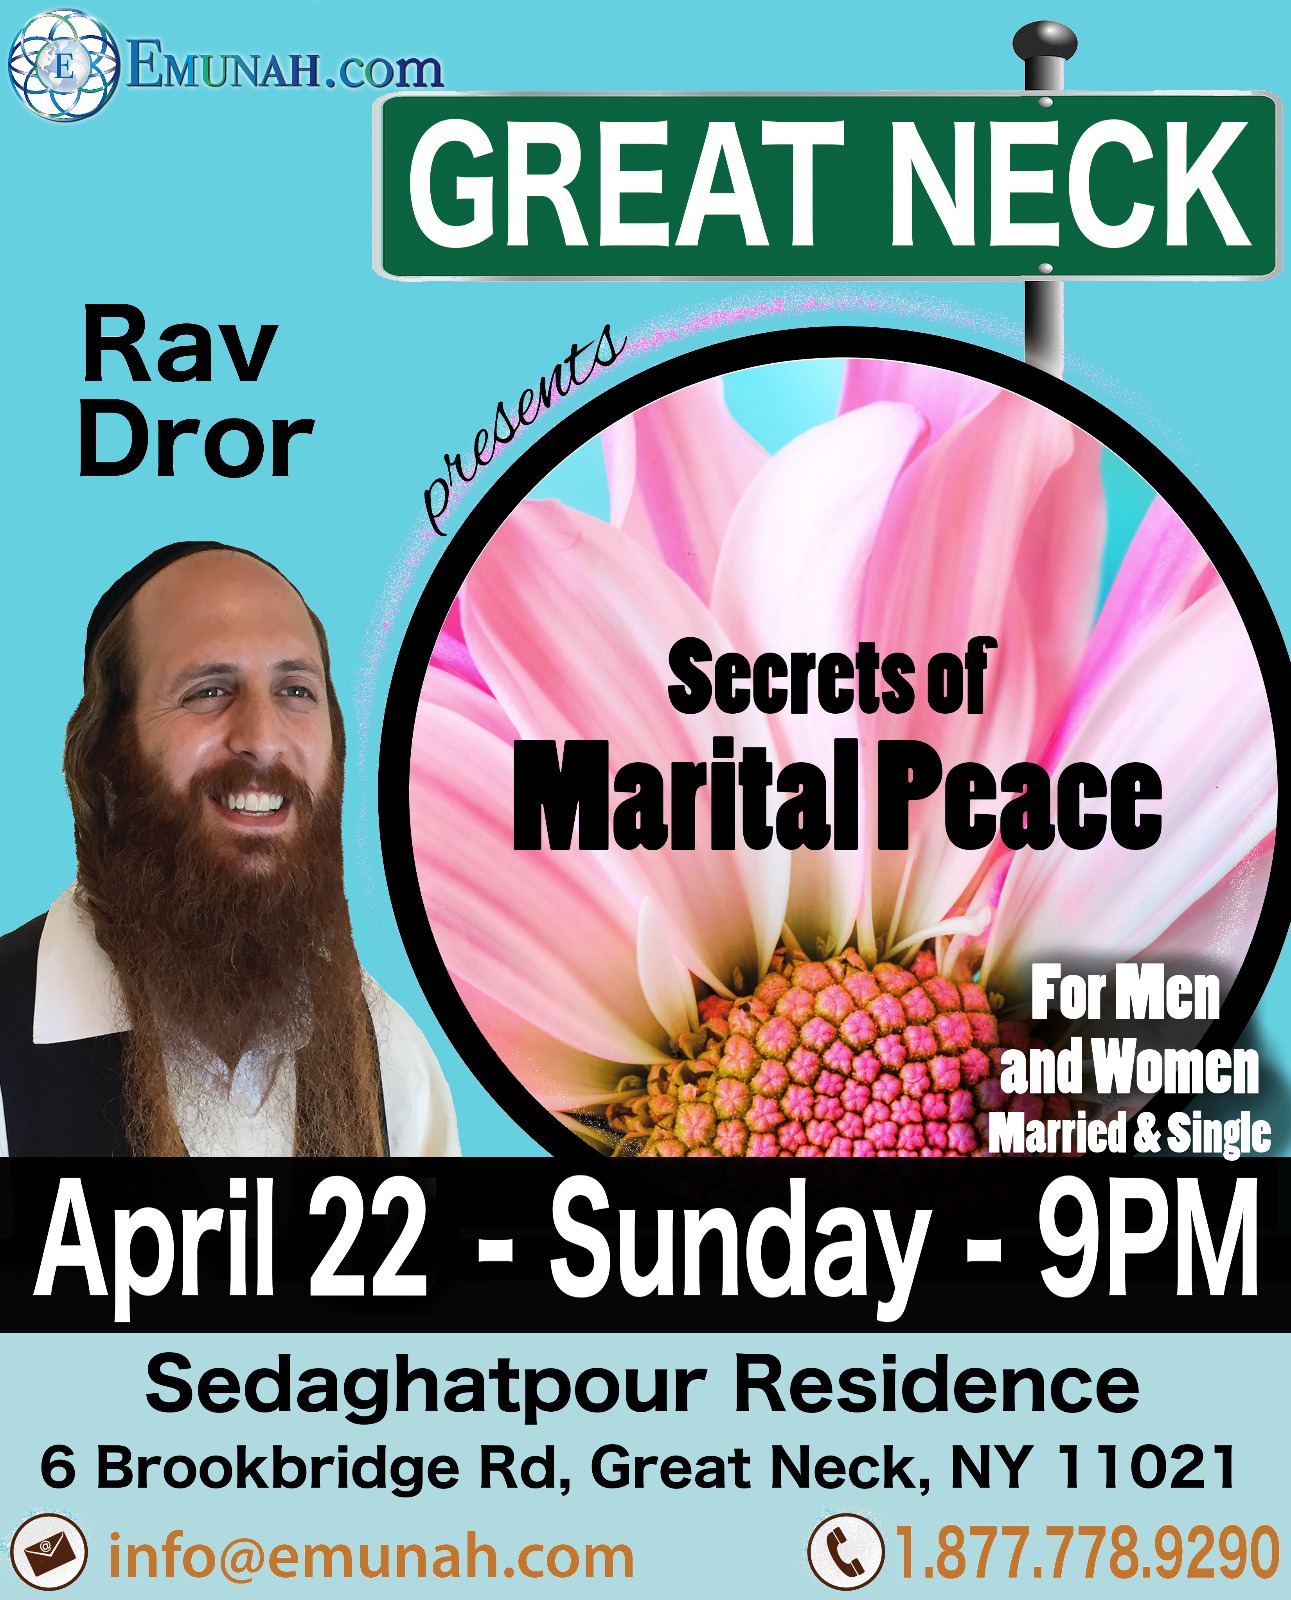 EMUNAH.com
E
GREAT NECK
Rav
Dror
presents
Secrets of
Marital Peace
For Men
and Women
Married & Single
April 22 - Sunday - 9PM
Sedaghatpour Residence
6 Brookbridge Rd, Great Neck, NY 11021
info@emunah.com
1.877.778.9290